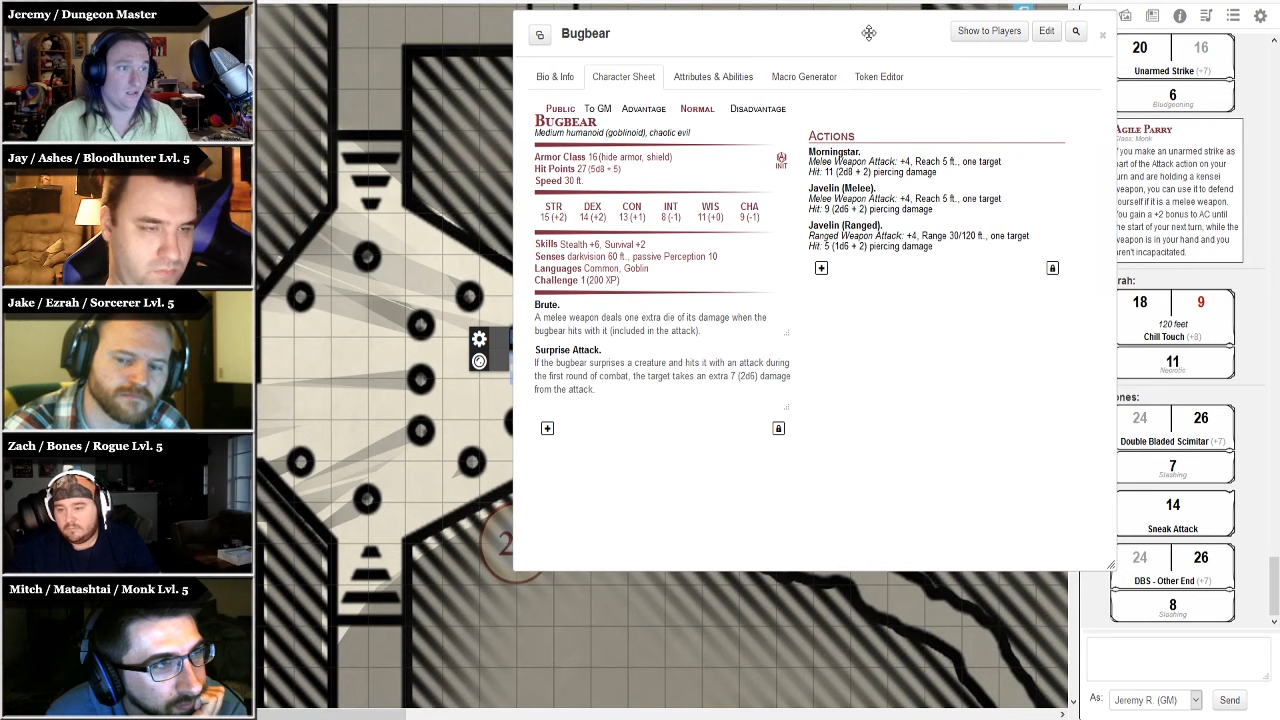 Jeremy / Dungeon Master
Jay / Ashes / Bloodhunter Lvl. 5
Jake / Ezrah / Sorcerer Lvl. 5
Zach / Bones / Rogue Lvl. 5
Mitch / Matashtai / Monk Lvl. 5
Bugbear
Show to Players
Edit
Bio & Info
Character Sheet
Attributes & Abilities
Macro Generator
Token Editor
PUBLIC TO GM ADVANTAGE NORMAL DISADVANTAGE
BUGBEAR
Medium humanoid (goblinoid), chaotic evil
Armor Class 16 (hide armor, shield)
Hit Points 27 (5d8 + 5)
Speed 30 ft.
INIT
STR DEX CON INT WIS CHA
15 (+2) 14 (+2) 13 (+1) 8 (-1) 11 (+0) 9 (-1)
Skills Stealth +6, Survival +2
Senses darkvision 60 ft., passive Perception 10
Languages Common, Goblin
Challenge 1 (200 XP)
Brute.
A melee weapon deals one extra die of its damage when the
bugbear hits with it (included in the attack).
Surprise Attack.
If the bugbear surprises a creature and hits it with an attack during
the first round of combat, the target takes an extra 7 (2d6) damage
from the attack.
ACTIONS
Morningstar.
Melee Weapon Attack: +4, Reach 5 ft., one target
Hit: 11 (2d8 + 2) piercing damage
Javelin (Melee).
Melee Weapon Attack: +4, Reach 5 ft., one target
Hit: 9 (2d6 + 2) piercing damage
Javelin (Ranged).
Ranged Weapon Attack: +4, Range 30/120 ft., one target
Hit: 5 (1d6 + 2) piercing damage
2
20 16
Unarmed Strike (+7)
6
Bludgeoning
AGILE PARRY
Class: Monk
you make an unarmed strike as
part of the Attack action on your
turn and are holding a kensei
weapon, you can use it to defend
yourself if it is a melee weapon.
You gain a +2 bonus to AC until
the start of your next turn, while the
weapon is in your hand and you
aren't incapacitated.
rah:
18 9
120 feet
Chill Touch (+8)
11
Necrotic
ones:
24 26
Double Bladed Scimitar (+7)
7
Slashing
14
Sneak Attack
24 26
DBS - Other End (+7)
8
Slashing
As: Jeremy R. (GM) Send